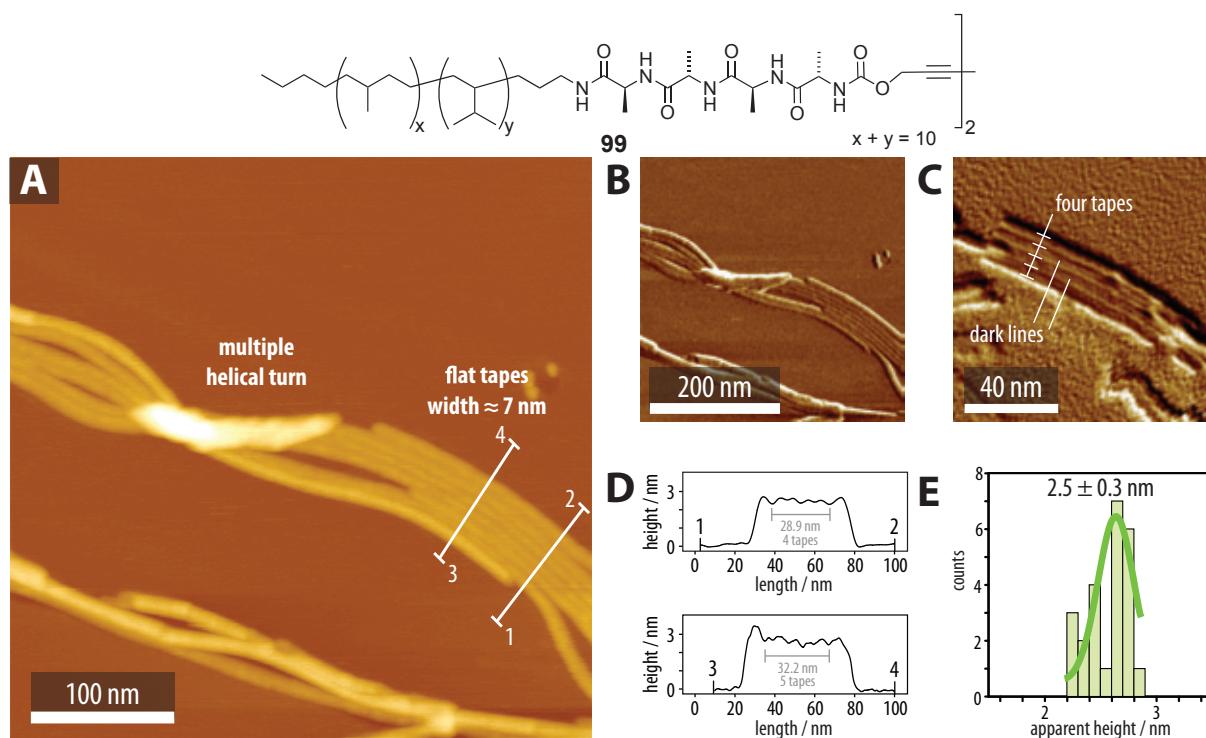 O
N
H
O
H
N
N
H
O
O
H
N
N
H
O
O
2
x
y
99
x + y = 10
A
multiple
helical turn
flat tapes
width ≈ 7 nm
4
2
3
1
100 nm
B
200 nm
C
four tapes
dark lines
40 nm
D
height / nm
3
0
1
2
28.9 nm
4 tapes
0 20 40 60 80 100
length / nm
height / nm
3
0
3
4
32.2 nm
5 tapes
0 20 40 60 80 100
length / nm
E
2.5 ± 0.3 nm
counts
8
6
4
2
0
2 3
apparent height / nm